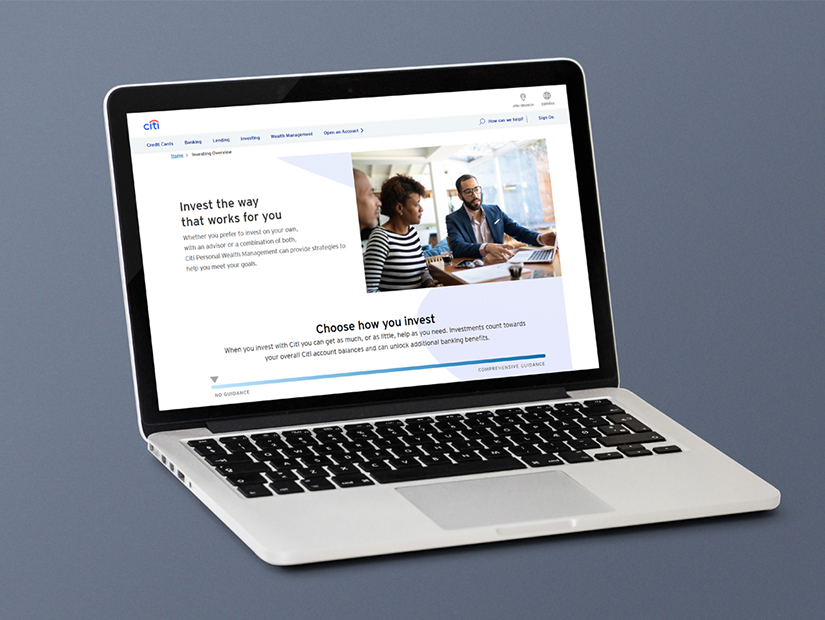 citi
ATM / BRANCH
ESPAÑOL
Credit Cards Banking Lending Investing Wealth Management Open an Account
How can we help? Sign On
Home > Investing Overview
Invest the way
that works for you
Whether you prefer to invest on your own,
with an advisor or a combination of both,
Citi Personal Wealth Management can provide strategies to
help you meet your goals.
Choose how you invest
When you invest with Citi you can get as much, or as little, help as you need. Investments count towards
your overall Citi account balances and can unlock additional banking benefits.
NO GUIDANCE
COMPREHENSIVE GUIDANCE